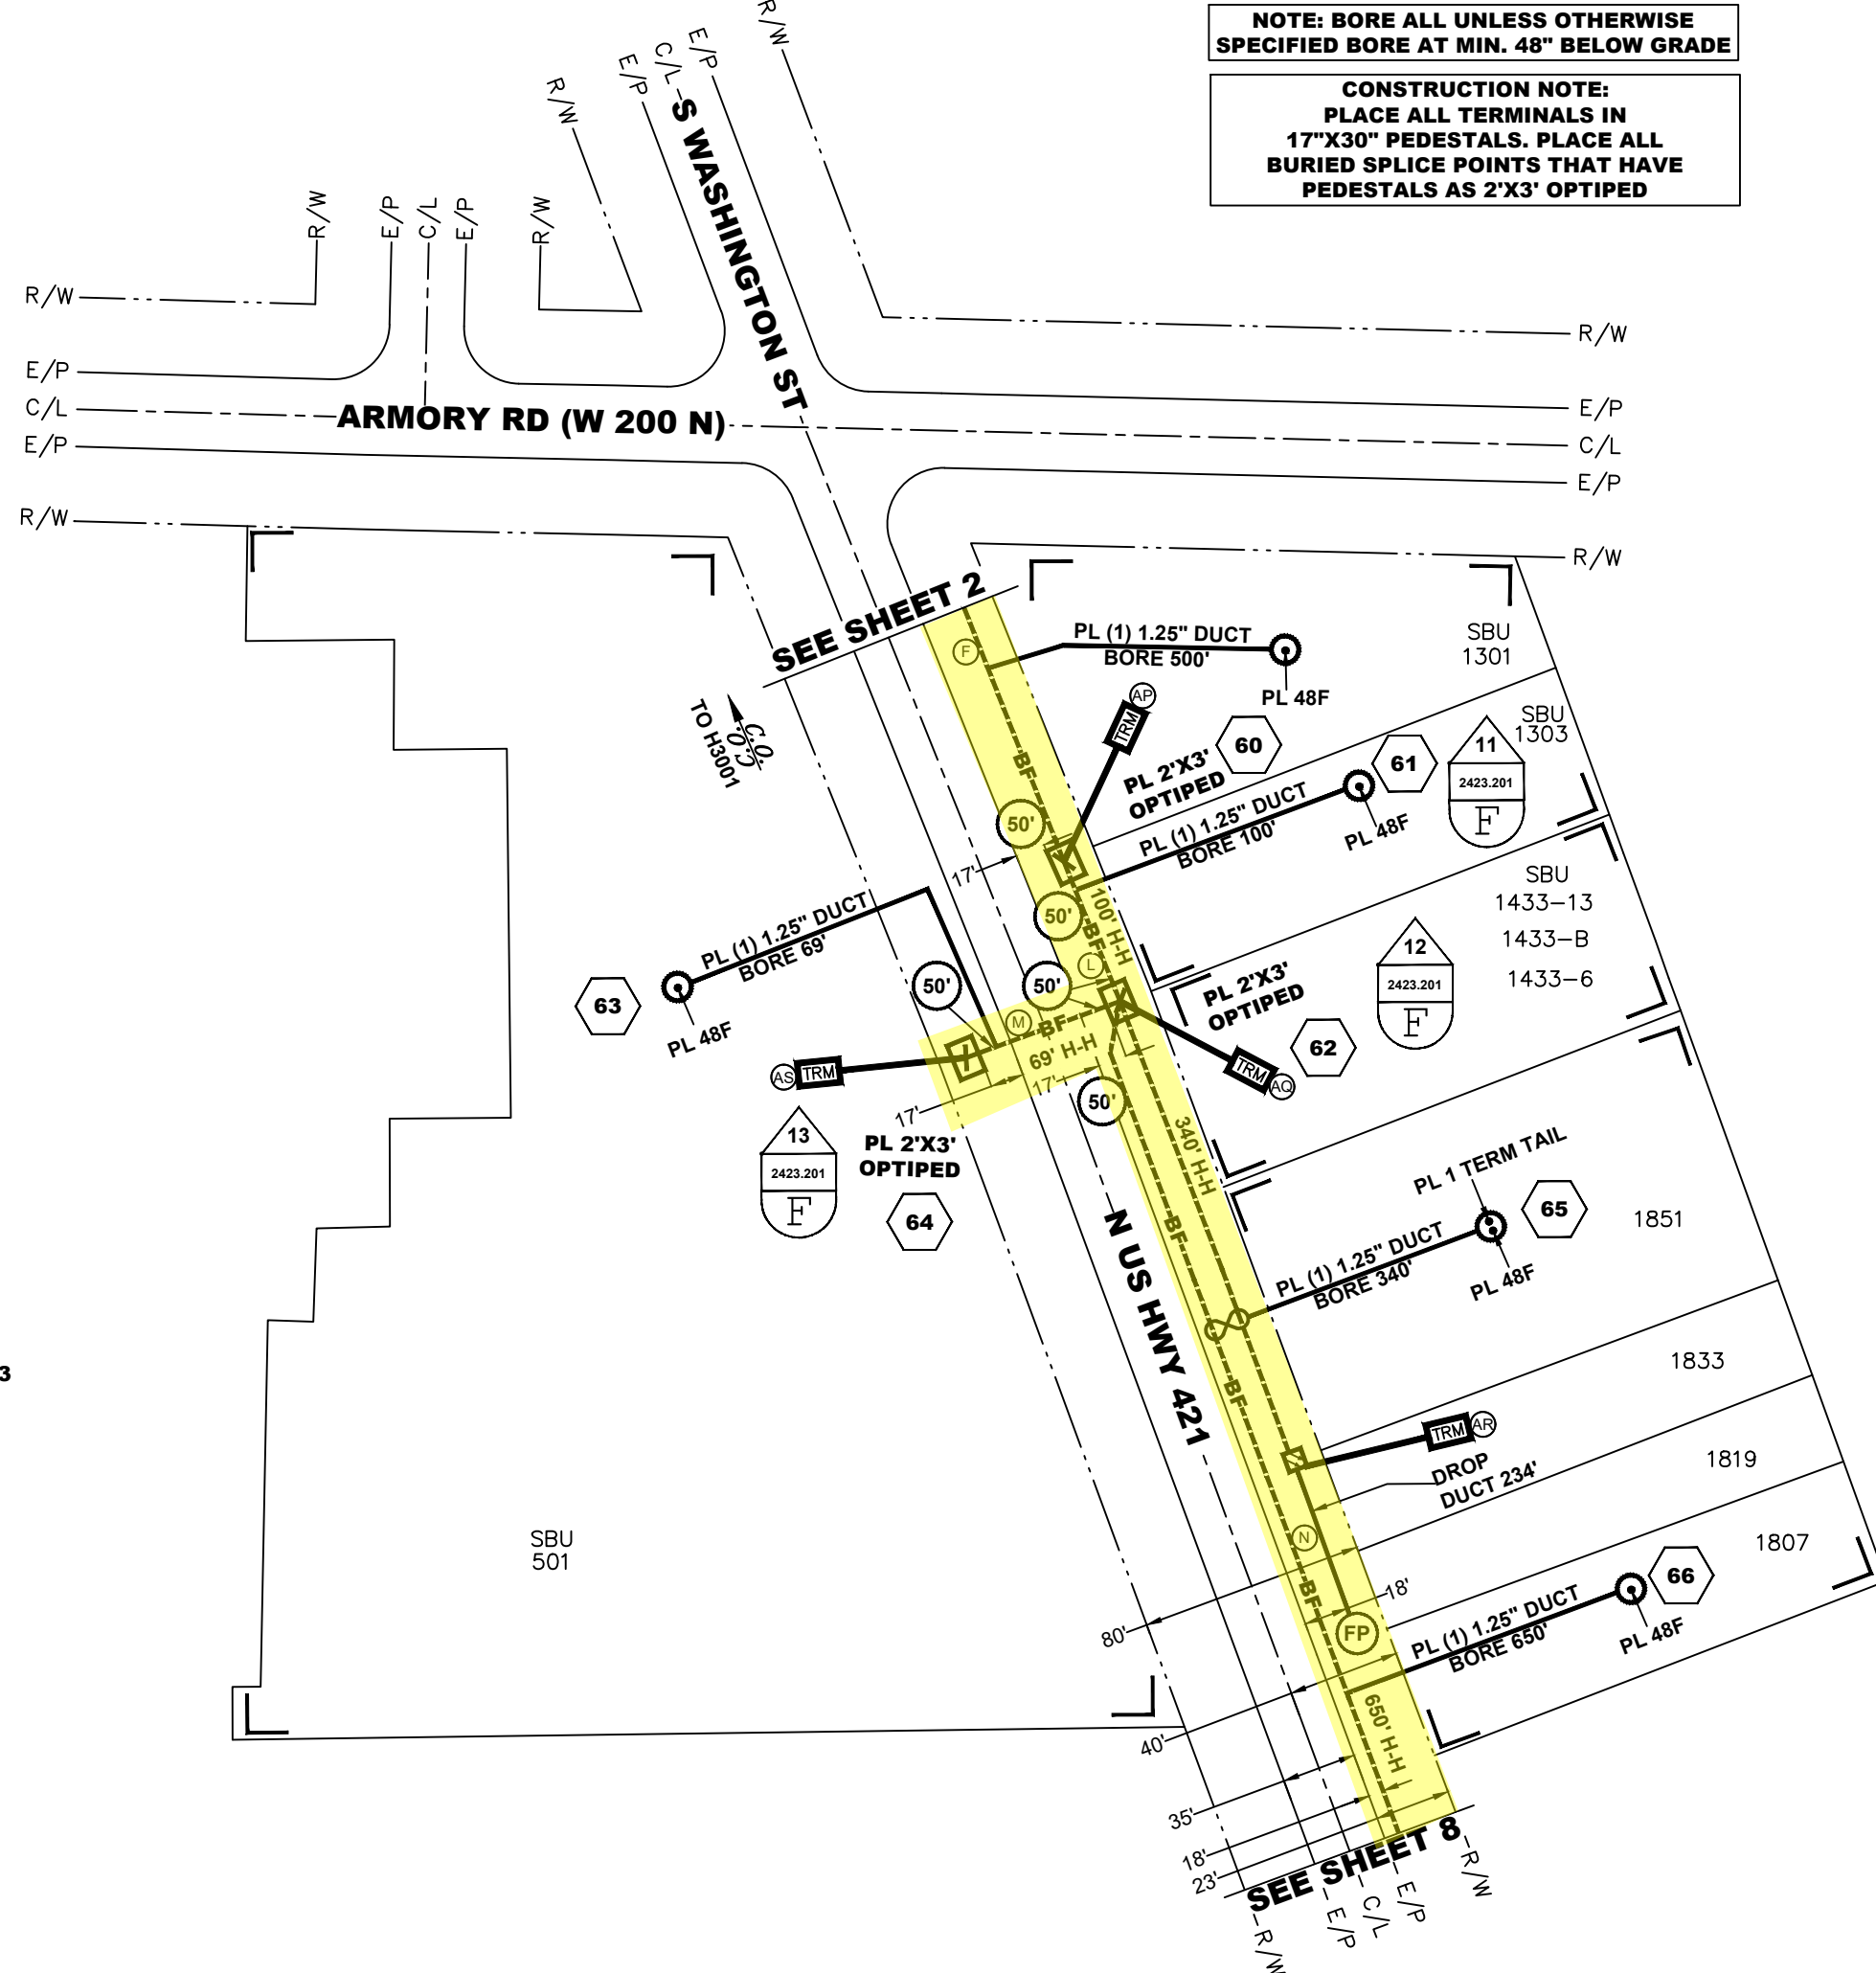 NOTE: BORE ALL UNLESS OTHERWISE
SPECIFIED BORE AT MIN. 48" BELOW GRADE
CONSTRUCTION NOTE:
PLACE ALL TERMINALS IN
17"X30" PEDESTALS. PLACE ALL
BURIED SPLICE POINTS THAT HAVE
PEDESTALS AS 2'X3' OPTIPED
R/W
E/P
C/L
E/P
R/W
S WASHINGTON ST
R/W
E/P
C/L
E/P
R/W
R/W
E/P
C/L
E/P
R/W
ARMORY RD (W 200 N)
R/W
E/P
C/L
E/P
R/W
SEE SHEET 2
F
PL (1) 1.25" DUCT
BORE 500'
PL 48F
SBU
1301
C.O.
C.O.
TO H3001
AP
TRM
60
PL 2'X3'
OPTIPED
BF
50'
17'
61
PL (1) 1.25" DUCT
BORE 100'
PL 48F
11
2423.201
F
SBU
1303
50'
100' H-H
BF
L
SBU
1433-13
1433-B
1433-6
12
2423.201
F
PL (1) 1.25" DUCT
BORE 69'
63
PL 48F
50'
50'
PL 2'X3'
OPTIPED
62
TRM
AQ
M
BF
69' H-H
17'
17'
AS
TRM
50'
13
2423.201
F
PL 2'X3'
OPTIPED
64
340' H-H
BF
N US HWY 421
PL 1 TERM TAIL
65
1851
PL (1) 1.25" DUCT
BORE 340'
PL 48F
3
BF
1833
TRM
AR
DROP
DUCT 234'
1819
SBU
501
N
BF
18'
80'
FP
1807
66
PL (1) 1.25" DUCT
BORE 650'
PL 48F
650' H-H
40'
35'
18'
23'
SEE SHEET 8
R/W
E/P
C/L
E/P
R/W